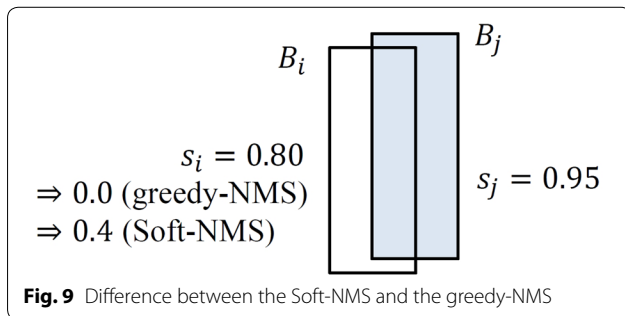 B_i
B_j
s_i = 0.80
⇒ 0.0 (greedy-NMS)
⇒ 0.4 (Soft-NMS)
s_j = 0.95
Fig. 9 Difference between the Soft-NMS and the greedy-NMS